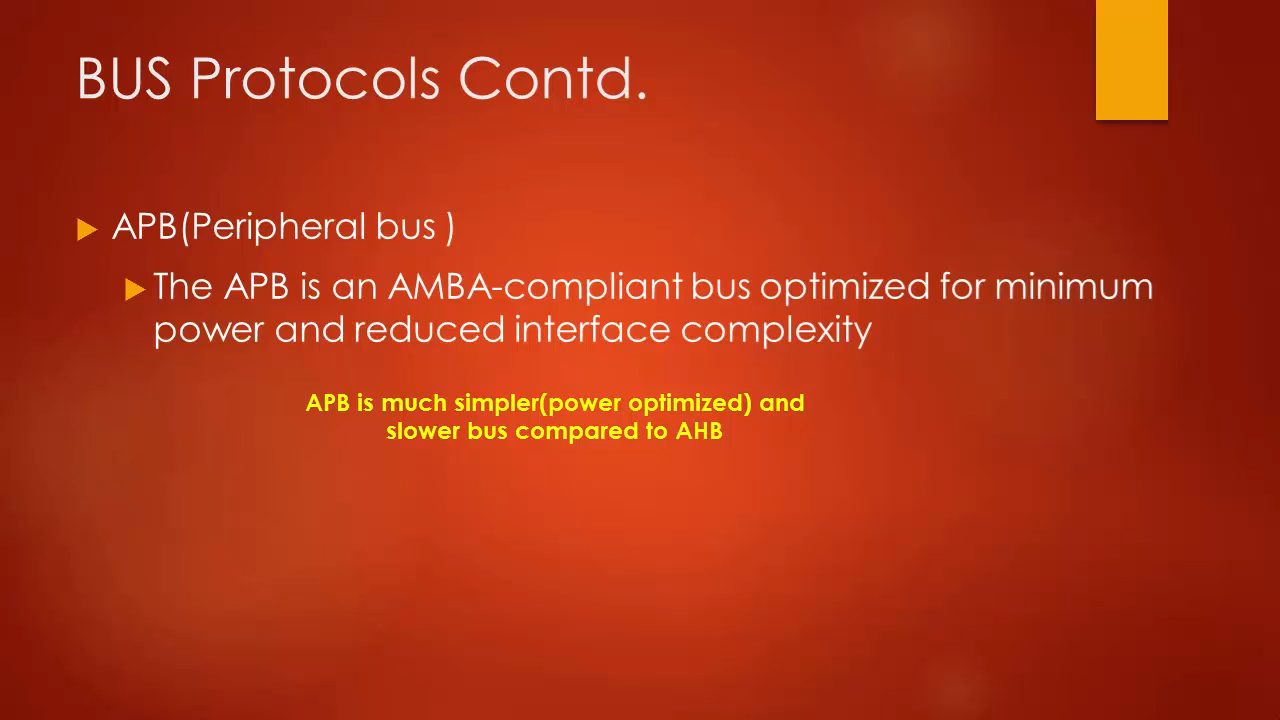 BUS Protocols Contd.
APB(Peripheral bus )
The APB is an AMBA-compliant bus optimized for minimum
power and reduced interface complexity
APB is much simpler(power optimized) and
slower bus compared to AHB